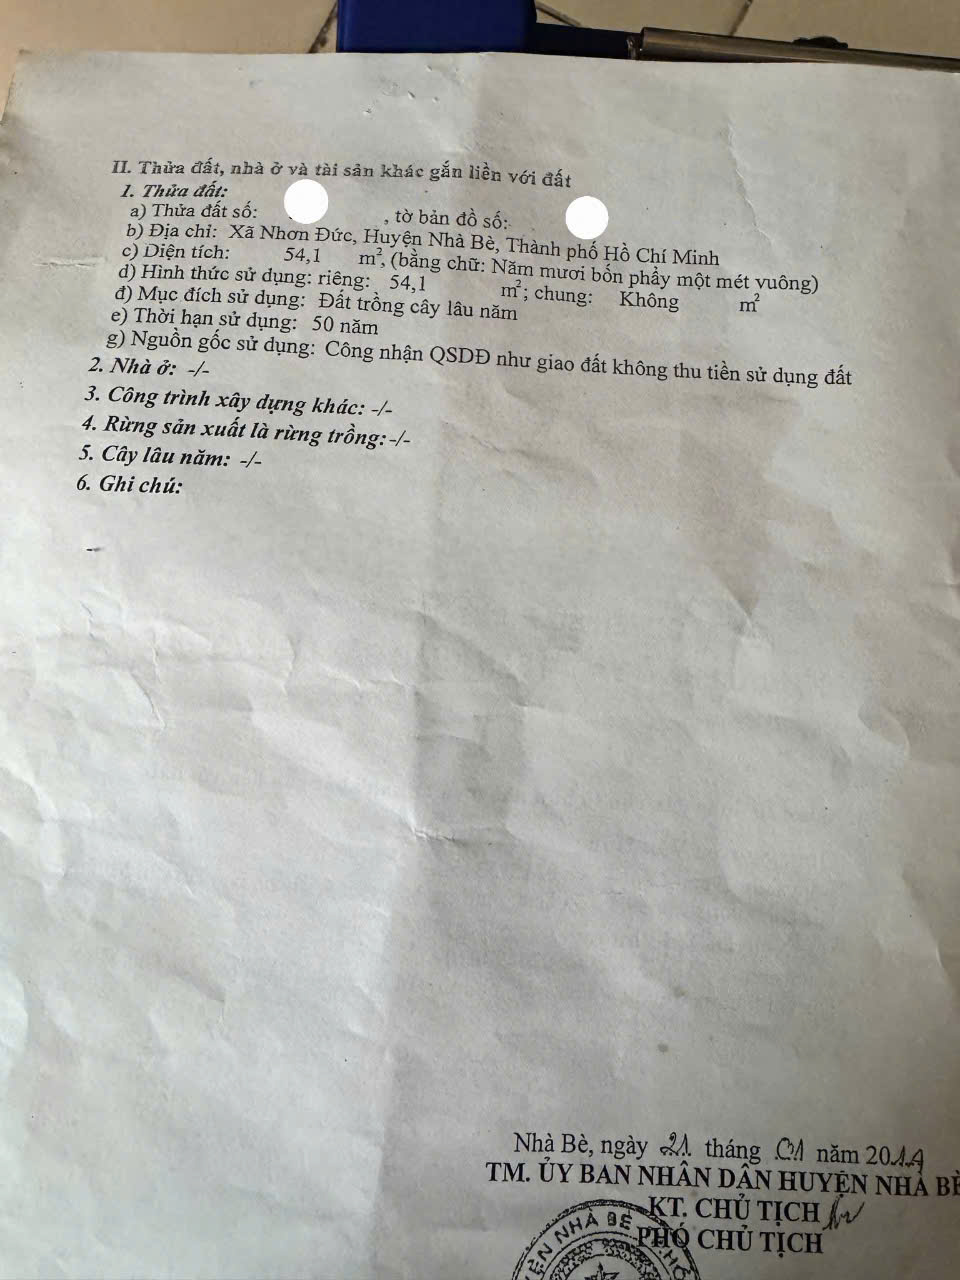 II. Thửa đất, nhà ở và tài sản khác gắn liền với đất
1. Thửa đất:
a) Thửa đất số: , tờ bản đồ số:
b) Địa chỉ: Xã Nhơn Đức, Huyện Nhà Bè, Thành phố Hồ Chí Minh
c) Diện tích: 54,1 m², (bằng chữ: Năm mươi bốn phẩy một mét vuông)
d) Hình thức sử dụng: riêng: 54,1 m²; chung: Không m²
đ) Mục đích sử dụng: Đất trồng cây lâu năm
e) Thời hạn sử dụng: 50 năm
g) Nguồn gốc sử dụng: Công nhận QSDĐ như giao đất không thu tiền sử dụng đất
2. Nhà ở: -/-
3. Công trình xây dựng khác: -/-
4. Rừng sản xuất là rừng trồng: -/-
5. Cây lâu năm: -/-
6. Ghi chú:
Nhà Bè, ngày 21 tháng 01 năm 2014
TM. ỦY BAN NHÂN DÂN HUYỆN NHÀ BÈ
KT. CHỦ TỊCH
PHÓ CHỦ TỊCH
NHÀ BÈ